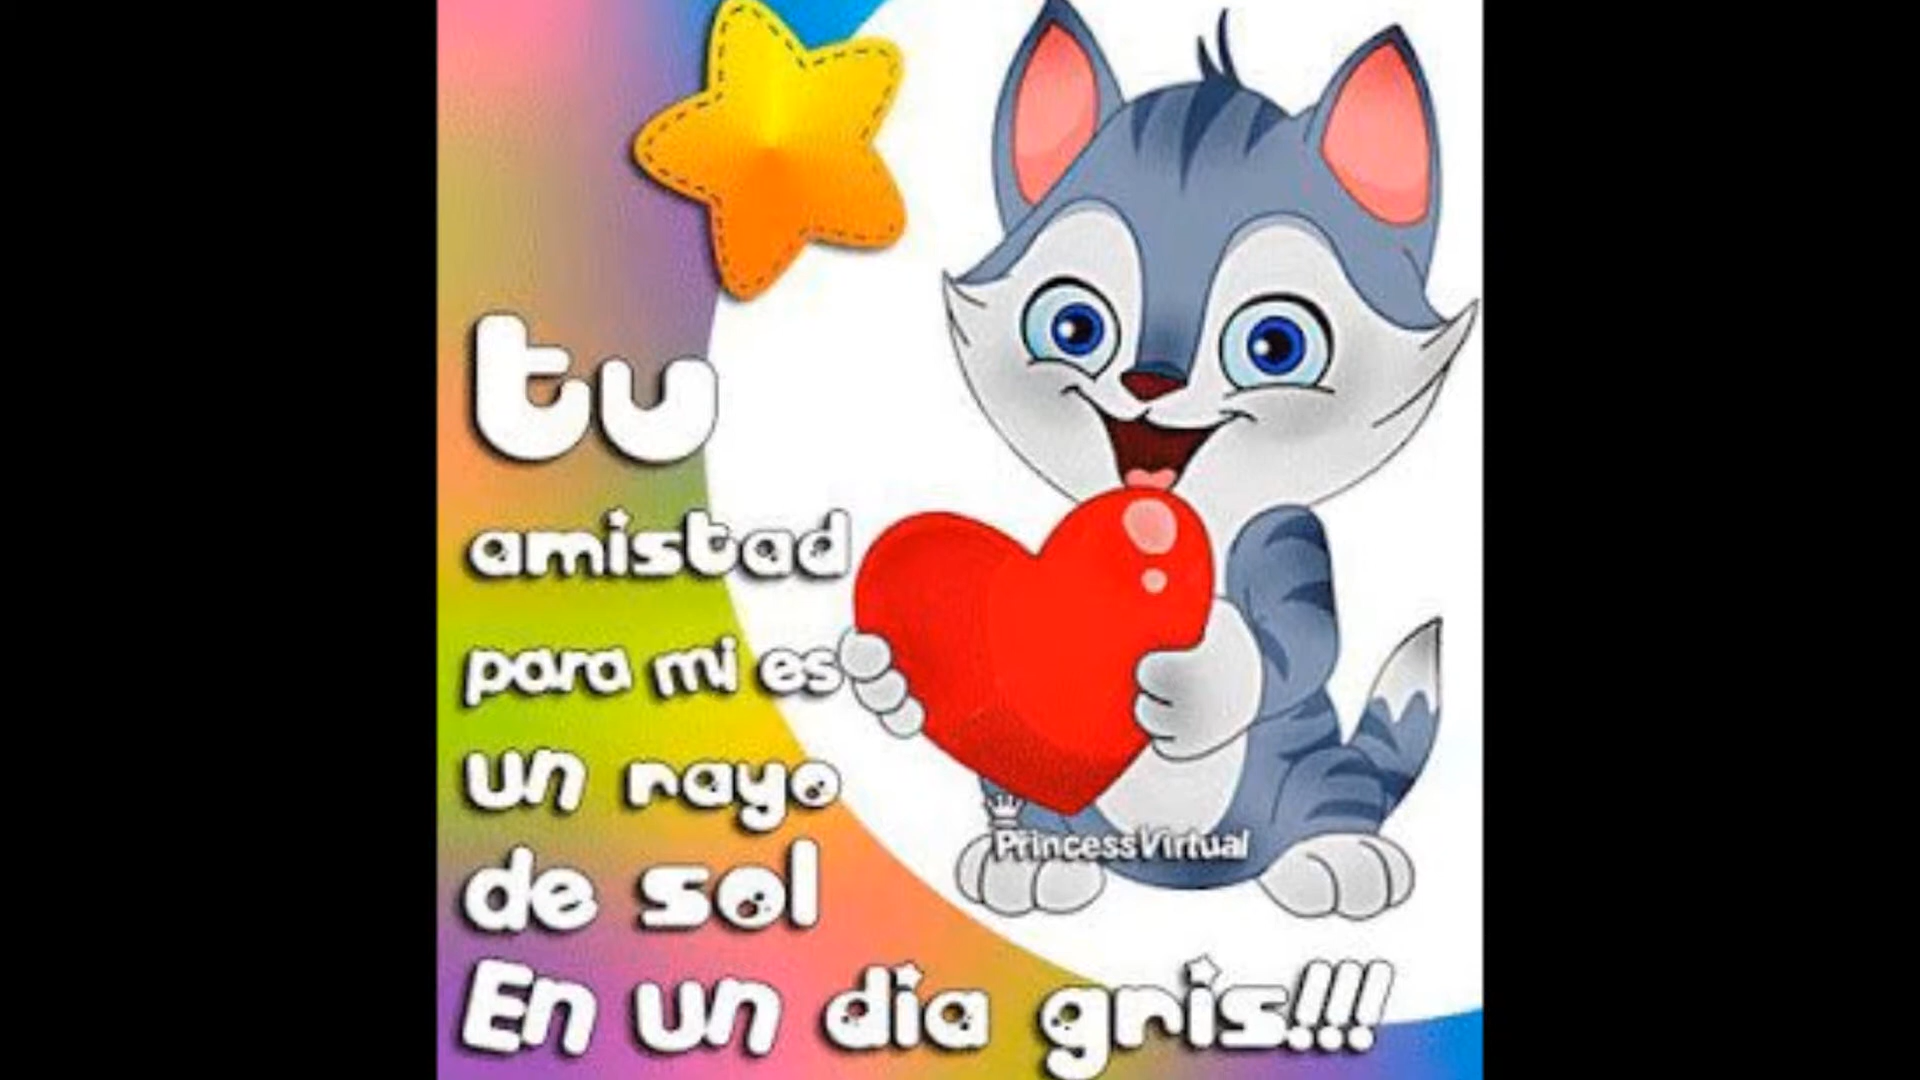 tu
amistad
para mi es
un rayo
de sol
En un dia gris!!!
PrincessVirtual